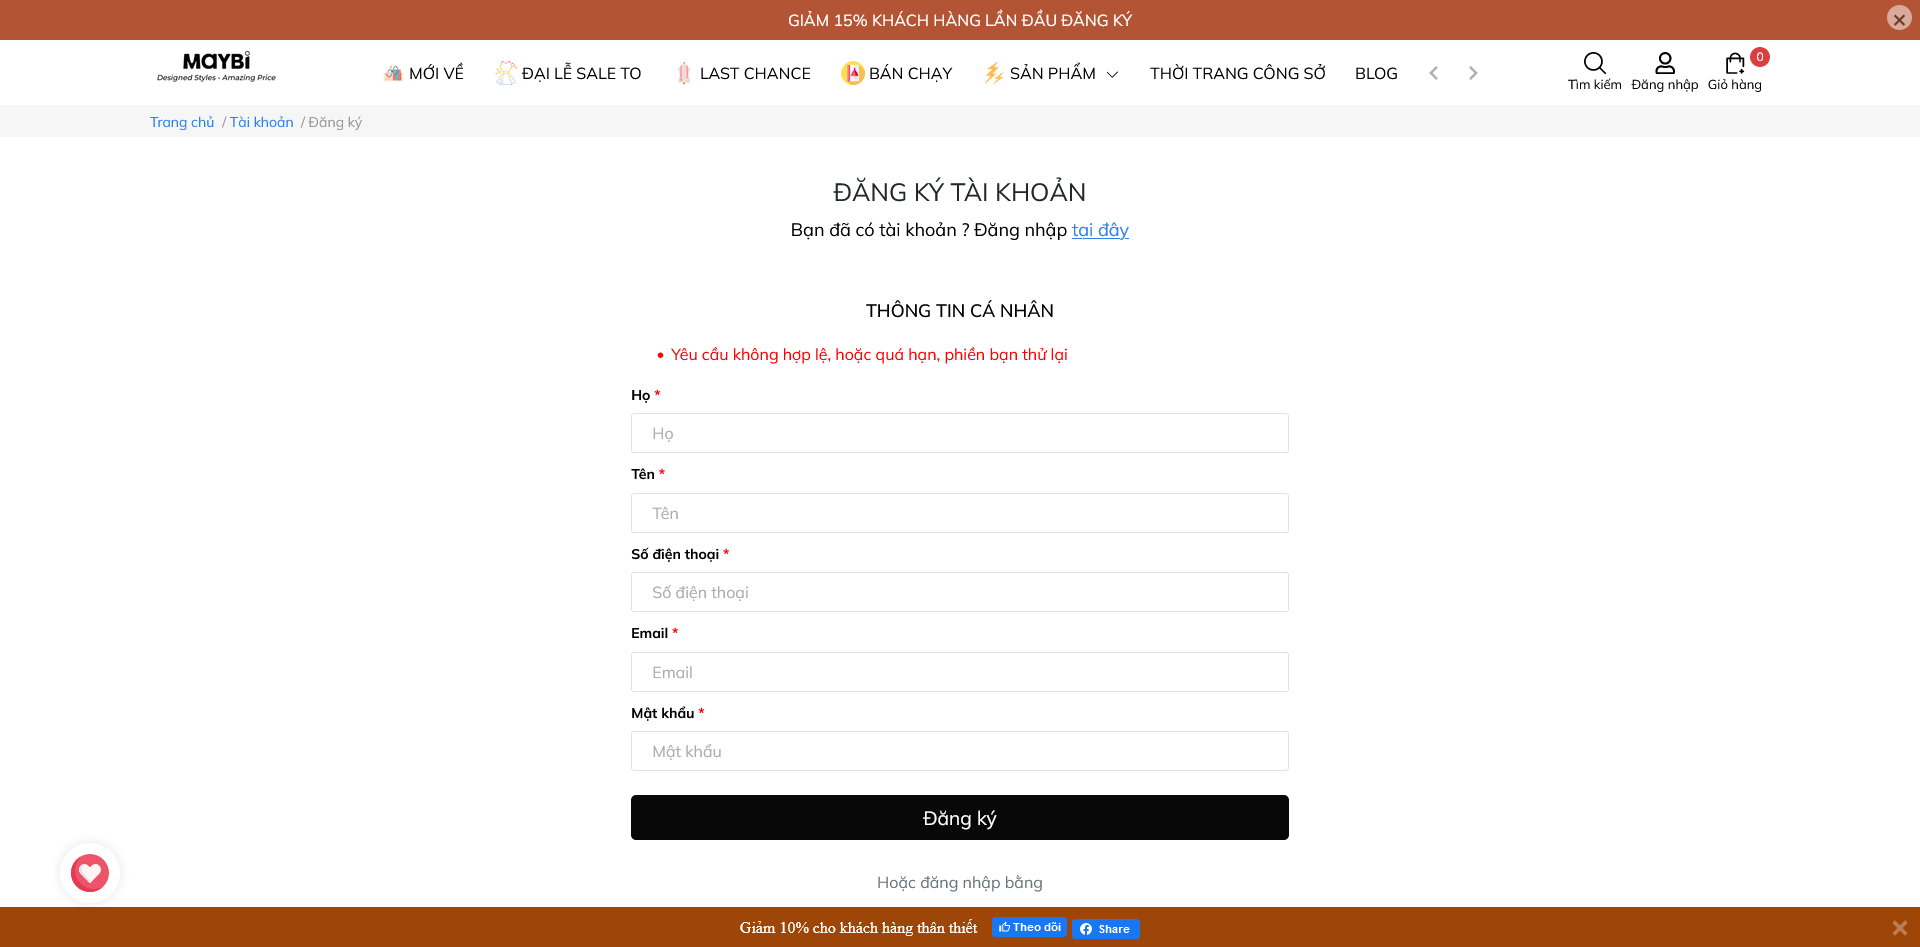 GIẢM 15% KHÁCH HÀNG LẦN ĐẦU ĐĂNG KÝ
MAYBI
Designed Styles - Amazing Price
MỚI VỀ ĐẠI LỄ SALE TO LAST CHANCE BÁN CHẠY SẢN PHẨM THỜI TRANG CÔNG SỞ BLOG
Tìm kiếm Đăng nhập Giỏ hàng 0
Trang chủ / Tài khoản / Đăng ký
ĐĂNG KÝ TÀI KHOẢN
Bạn đã có tài khoản ? Đăng nhập tại đây
THÔNG TIN CÁ NHÂN
• Yêu cầu không hợp lệ, hoặc quá hạn, phiền bạn thử lại
Họ *
Họ
Tên *
Tên
Số điện thoại *
Số điện thoại
Email *
Email
Mật khẩu *
Mật khẩu
Đăng ký
Hoặc đăng nhập bằng
Giảm 10% cho khách hàng thân thiết Theo dõi Share